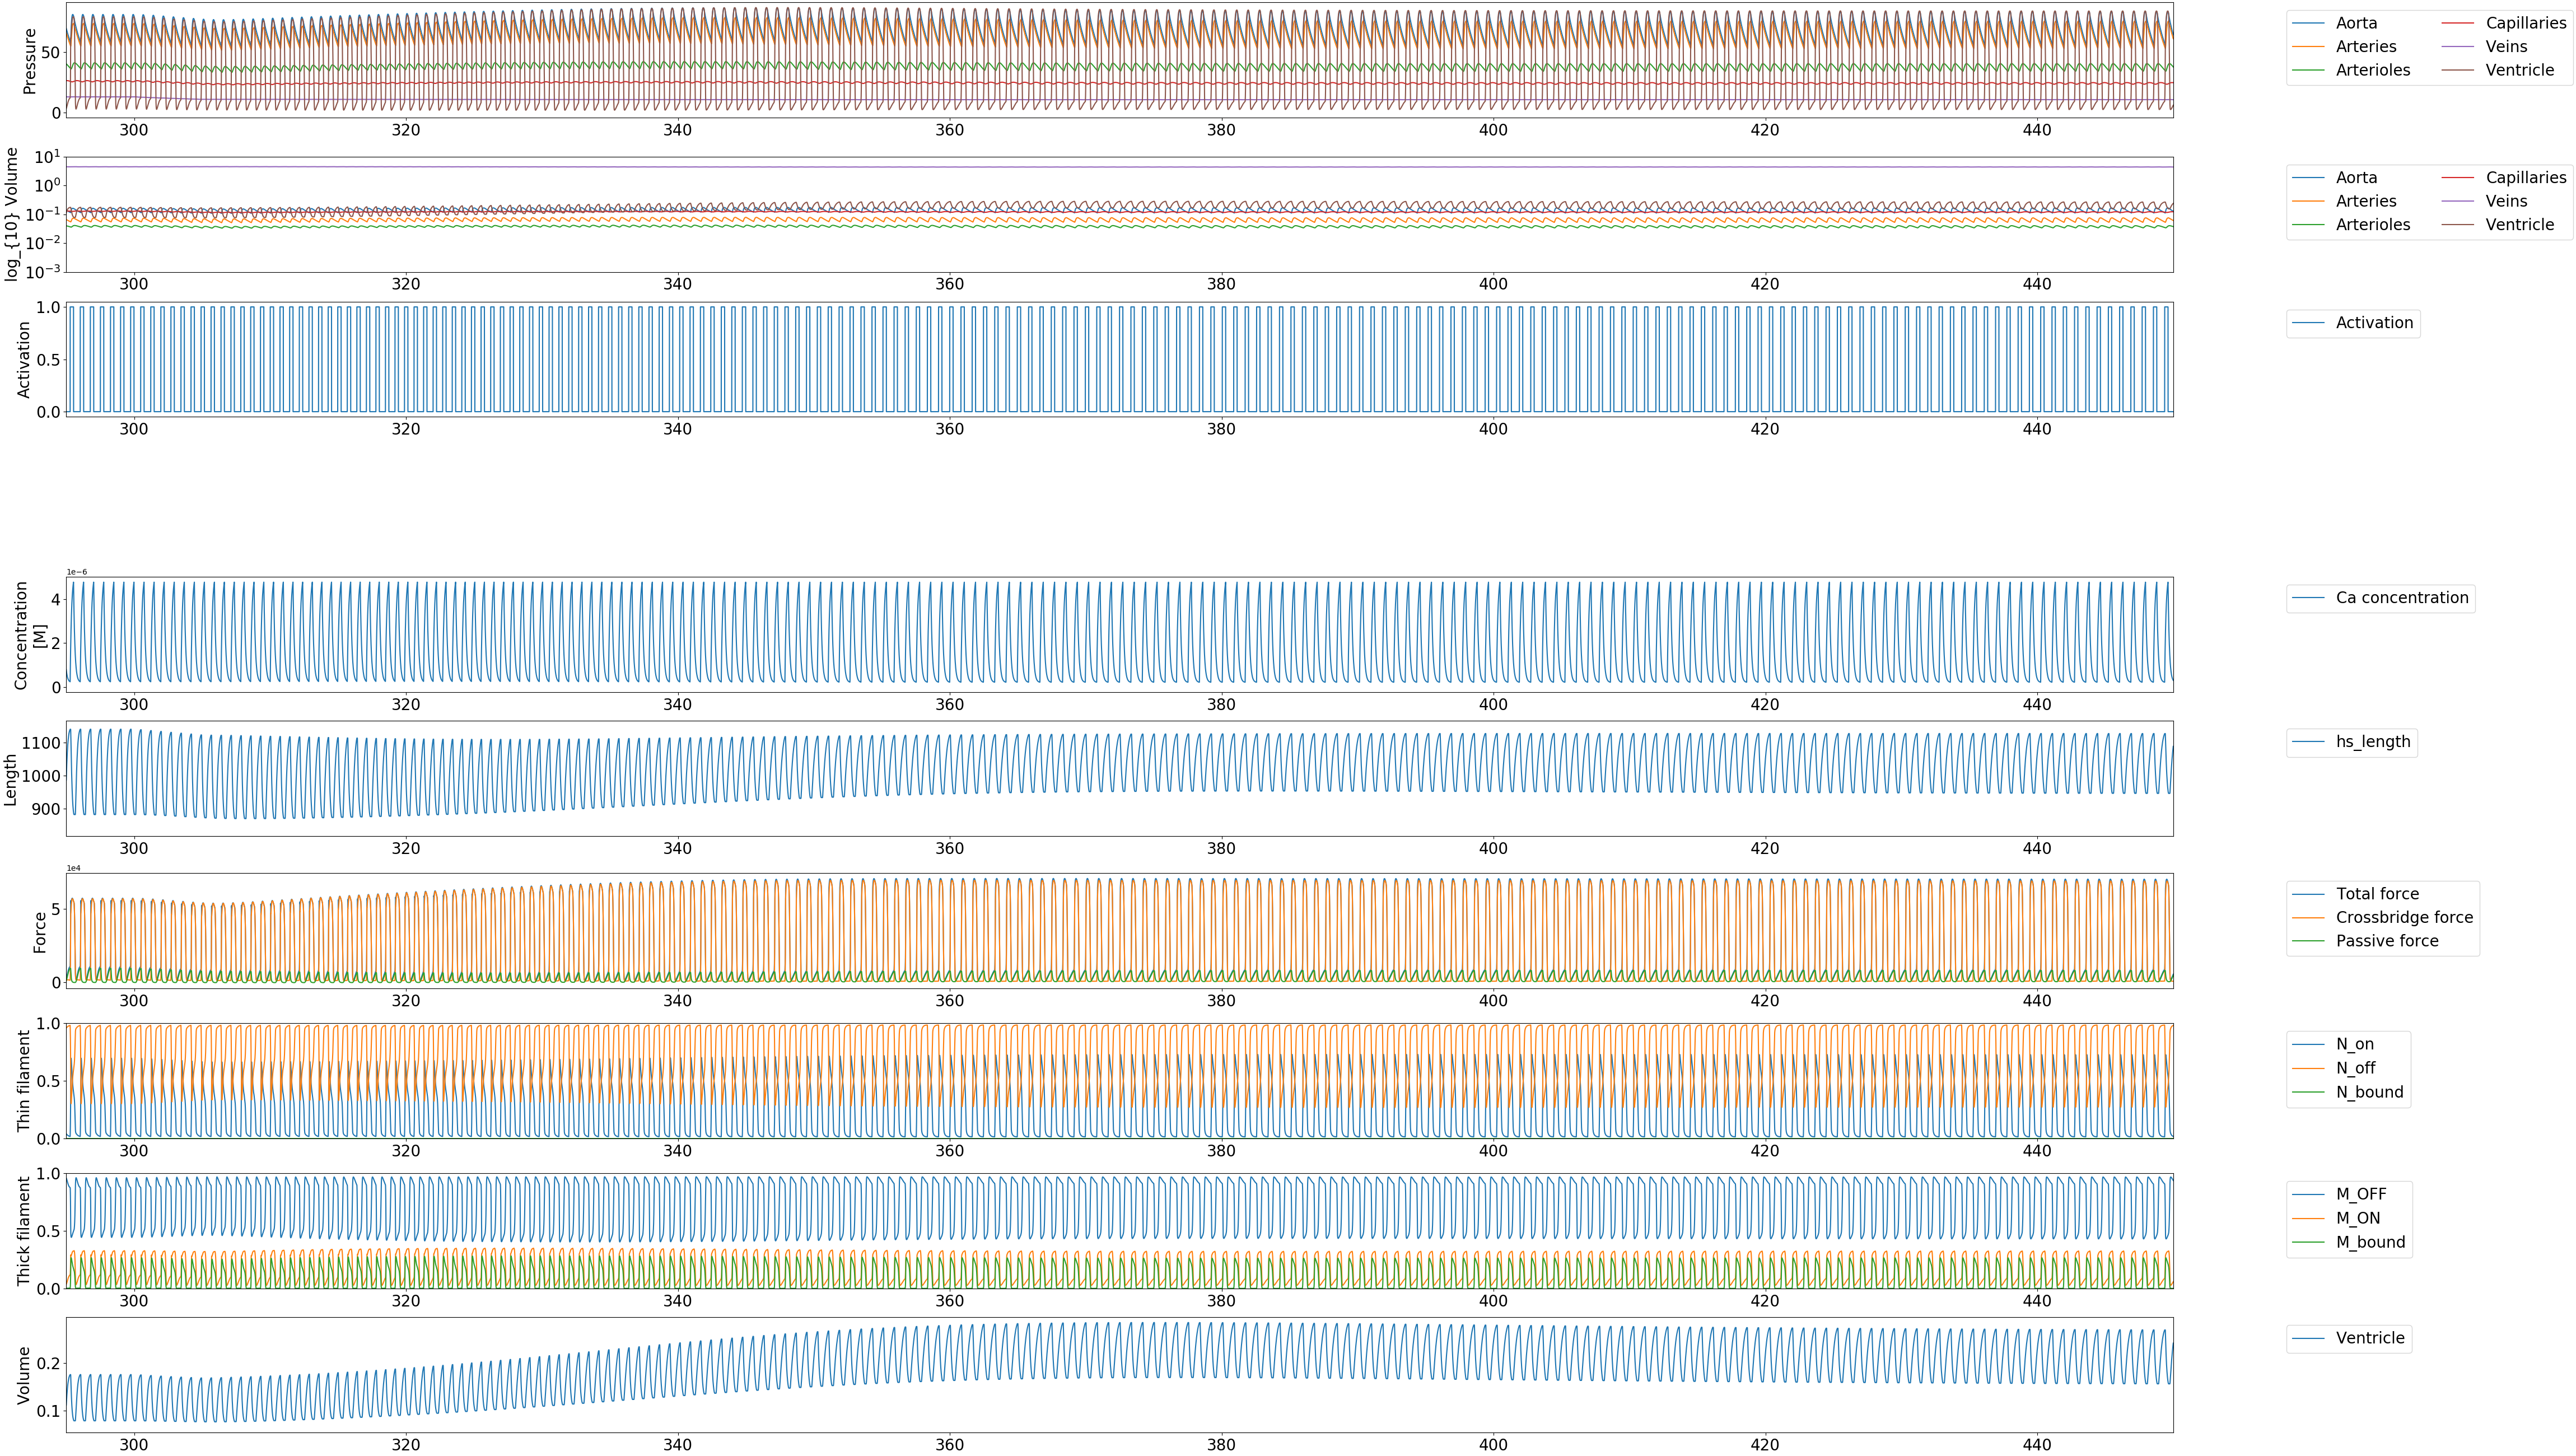 Pressure
50
0
300 320 340 360 380 400 420 440
Aorta Capillaries
Arteries Veins
Arterioles Ventricle
log_{10} Volume
10^1
10^0
10^−1
10^−2
10^−3
300 320 340 360 380 400 420 440
Aorta Capillaries
Arteries Veins
Arterioles Ventricle
Activation
1.0
0.5
0.0
300 320 340 360 380 400 420 440
Activation
1e−6
Concentration
[M]
4
2
0
300 320 340 360 380 400 420 440
Ca concentration
Length
1100
1000
900
300 320 340 360 380 400 420 440
hs_length
1e4
Force
5
0
300 320 340 360 380 400 420 440
Total force
Crossbridge force
Passive force
Thin filament
1.0
0.5
0.0
300 320 340 360 380 400 420 440
N_on
N_off
N_bound
Thick filament
1.0
0.5
0.0
300 320 340 360 380 400 420 440
M_OFF
M_ON
M_bound
Volume
0.2
0.1
300 320 340 360 380 400 420 440
Ventricle